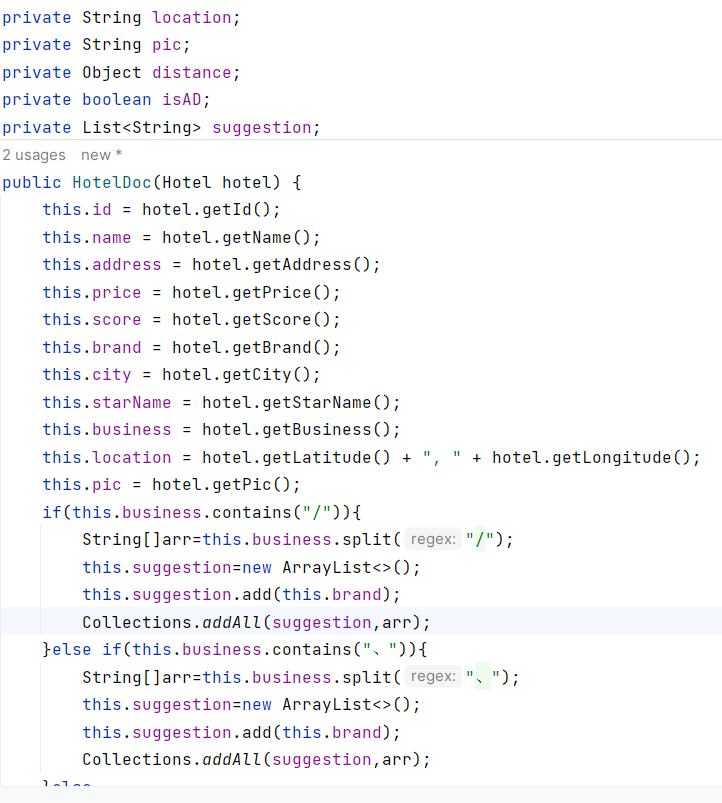 private String location;
private String pic;
private Object distance;
private boolean isAD;
private List<String> suggestion;
2 usages new *
public HotelDoc(Hotel hotel) {
    this.id = hotel.getId();
    this.name = hotel.getName();
    this.address = hotel.getAddress();
    this.price = hotel.getPrice();
    this.score = hotel.getScore();
    this.brand = hotel.getBrand();
    this.city = hotel.getCity();
    this.starName = hotel.getStarName();
    this.business = hotel.getBusiness();
    this.location = hotel.getLatitude() + ", " + hotel.getLongitude();
    this.pic = hotel.getPic();
    if(this.business.contains("/")){
        String[]arr=this.business.split( regex: "/");
        this.suggestion=new ArrayList<>();
        this.suggestion.add(this.brand);
        Collections.addAll(suggestion,arr);
    }else if(this.business.contains("、")){
        String[]arr=this.business.split( regex: "、");
        this.suggestion=new ArrayList<>();
        this.suggestion.add(this.brand);
        Collections.addAll(suggestion,arr);
    }else